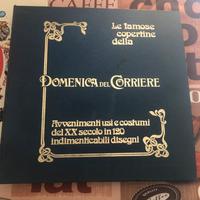 Le famose
copertine
della
DOMENICA DEL CORRIERE
Avvenimenti usi e costumi
del XX secolo in 120
indimenticabili disegni